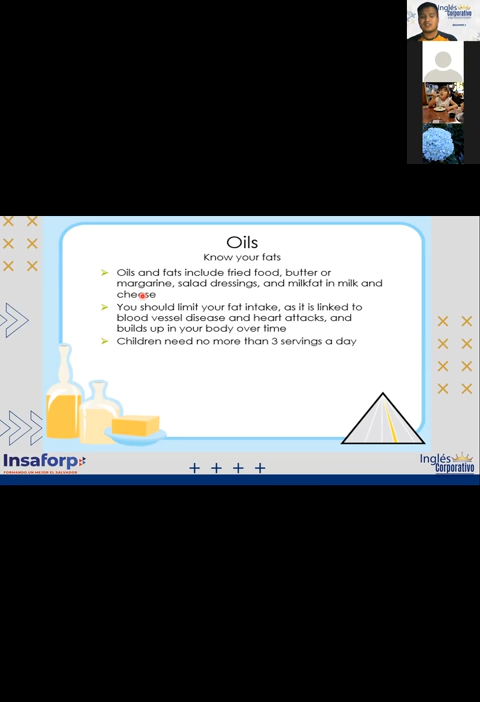 Inglés
Corporativo
Oils
Know your fats
Oils and fats include fried food, butter or
margarine, salad dressings, and milkfat in milk and
cheese
You should limit your fat intake, as it is linked to
blood vessel disease and heart attacks, and
builds up in your body over time
Children need no more than 3 servings a day
Insaforp
FORMANDO UN MEJOR EL SALVADOR
Inglés
Corporativo